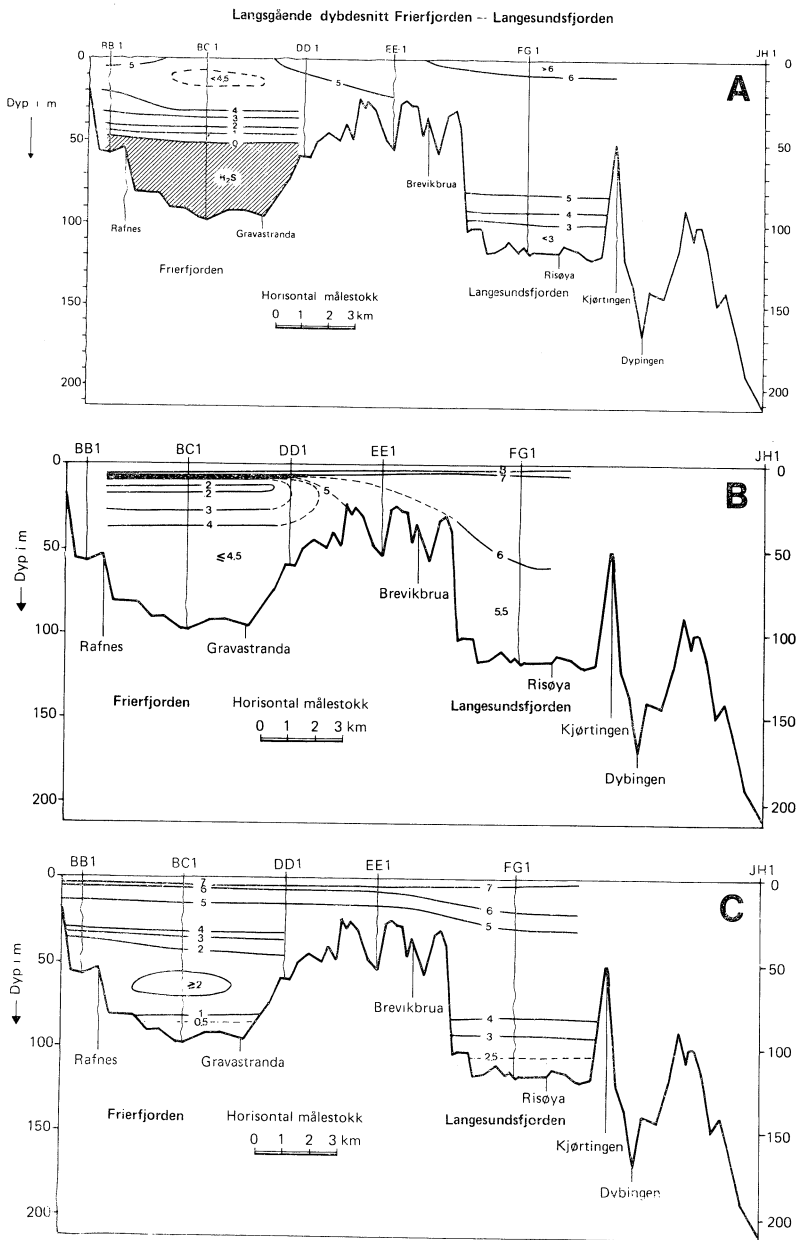 Langsgående dybdesnitt Frierfjorden -- Langesundsfjorden
BB 1 BC 1 DD 1 EE 1 FG 1 JH 1
A
Dyp i m
0 0
50 50
100 100
150 150
200 200
5 <4,5 5 >6 6
4
3
2
1
0
H₂S
5
4
3
<3
Brevikbrua
Rafnes
Gravastranda
Risøya
Frierfjorden
Langesundsfjorden
Kjørtingen
Horisontal målestokk
0 1 2 3 km
Dypingen
BB1 BC1 DD1 EE1 FG1 JH1
B
Dyp i m
0 0
50 50
100 100
150 150
200 200
8
7
2
2
3
4
5
6
≤4,5
5,5
Brevikbrua
Rafnes
Gravastranda
Risøya
Frierfjorden
Horisontal målestokk
0 1 2 3 km
Langesundsfjorden
Kjørtingen
Dybingen
BB1 BC1 DD1 EE1 FG1 JH1
C
Dyp i m
0 0
50 50
100 100
150 150
200 200
7 7
6 6
5 5
4
3
2
≥2
1
0,5
4
3
2,5
Brevikbrua
Rafnes
Gravastranda
Risøya
Frierfjorden
Horisontal målestokk
0 1 2 3 km
Langesundsfjorden
Kjørtingen
Dybingen